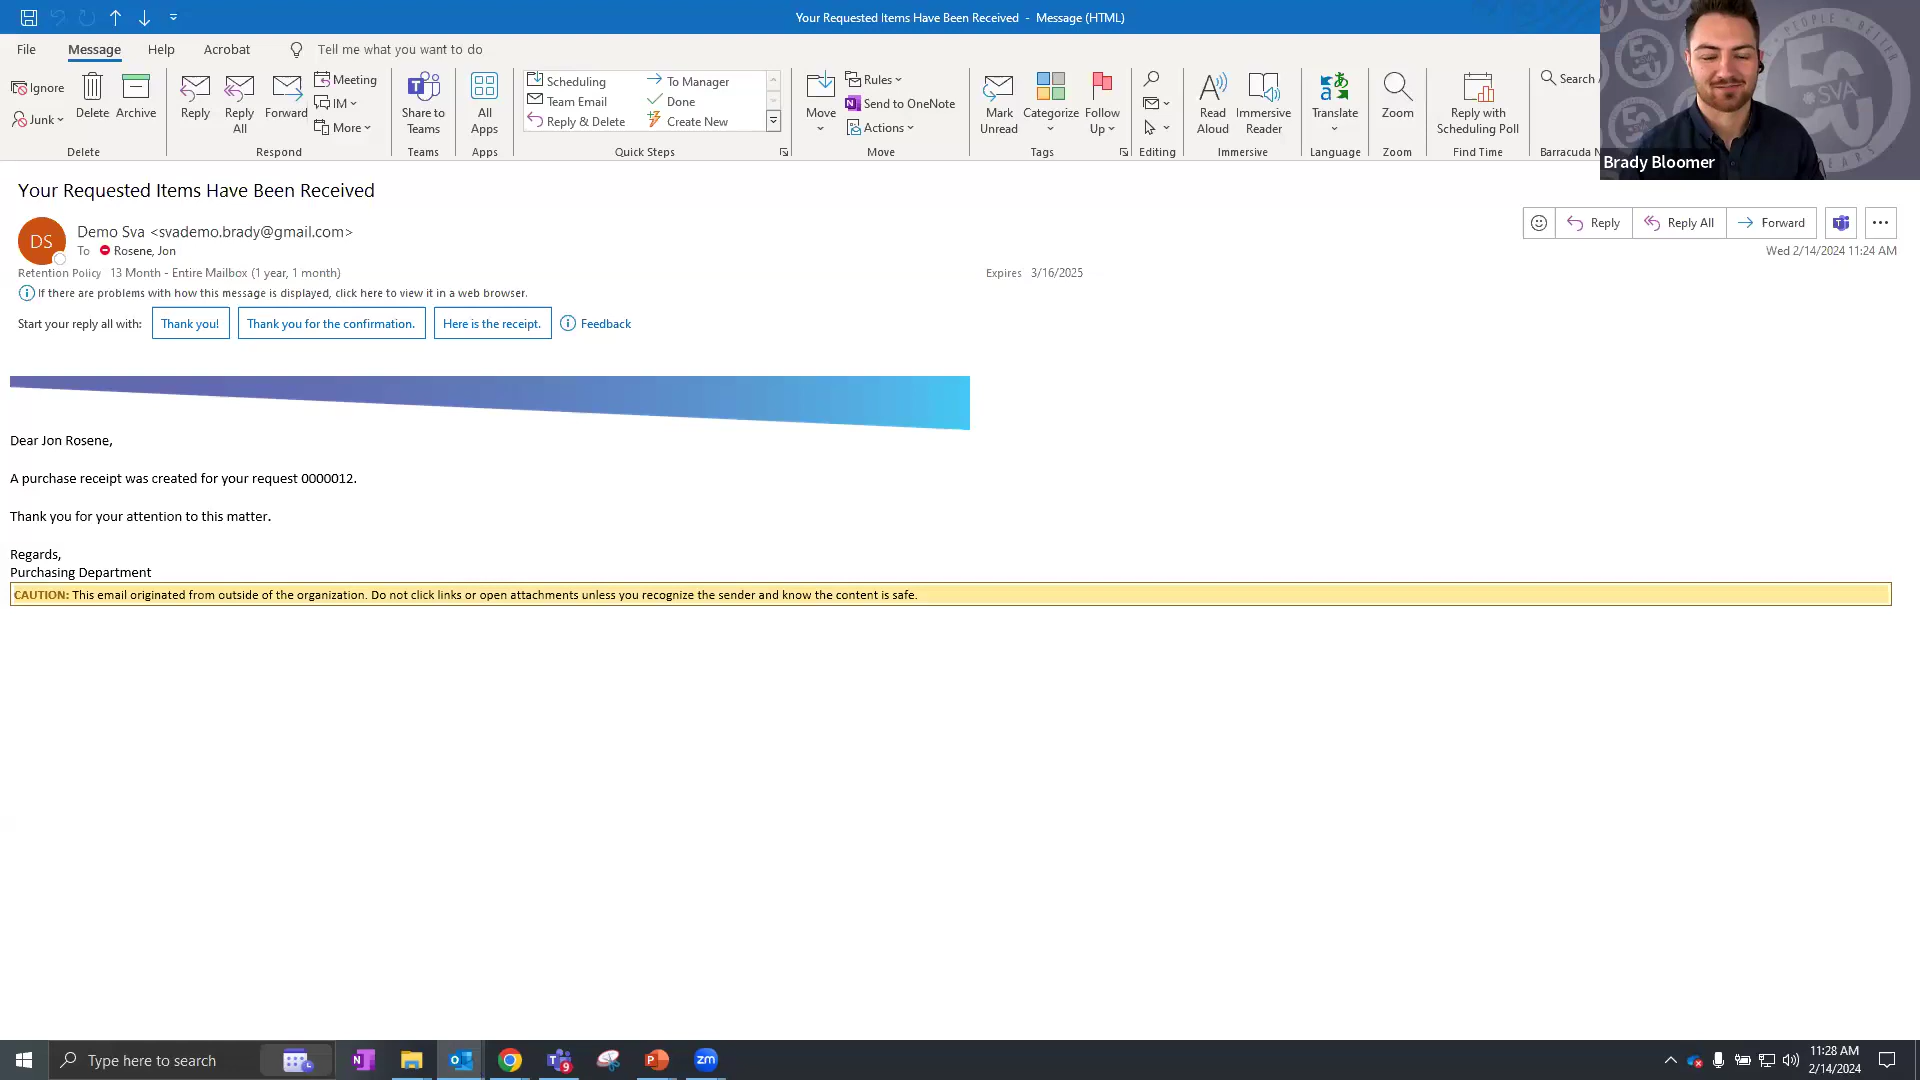 Your Requested Items Have Been Received - Message (HTML)
File Message Help Acrobat Tell me what you want to do
Ignore
Junk
Delete
Archive
Delete
Reply
Reply All
Forward
Meeting
IM
More
Respond
Share to Teams
Teams
All Apps
Apps
Scheduling
Team Email
Reply & Delete
To Manager
Done
Create New
Quick Steps
Move
Rules
Send to OneNote
Actions
Move
Mark Unread
Categorize
Follow Up
Tags
Editing
Read Aloud
Immersive Reader
Immersive
Translate
Language
Zoom
Zoom
Reply with Scheduling Poll
Find Time
Search
Barracuda N
SVA
Brady Bloomer
Your Requested Items Have Been Received
DS
Demo Sva <svademo.brady@gmail.com>
To Rosene, Jon
Reply
Reply All
Forward
Wed 2/14/2024 11:24 AM
Retention Policy 13 Month - Entire Mailbox (1 year, 1 month)
Expires 3/16/2025
If there are problems with how this message is displayed, click here to view it in a web browser.
Start your reply all with: Thank you! Thank you for the confirmation. Here is the receipt. Feedback
Dear Jon Rosene,
A purchase receipt was created for your request 0000012.
Thank you for your attention to this matter.
Regards,
Purchasing Department
CAUTION: This email originated from outside of the organization. Do not click links or open attachments unless you recognize the sender and know the content is safe.
Type here to search
9
zm
11:28 AM
2/14/2024